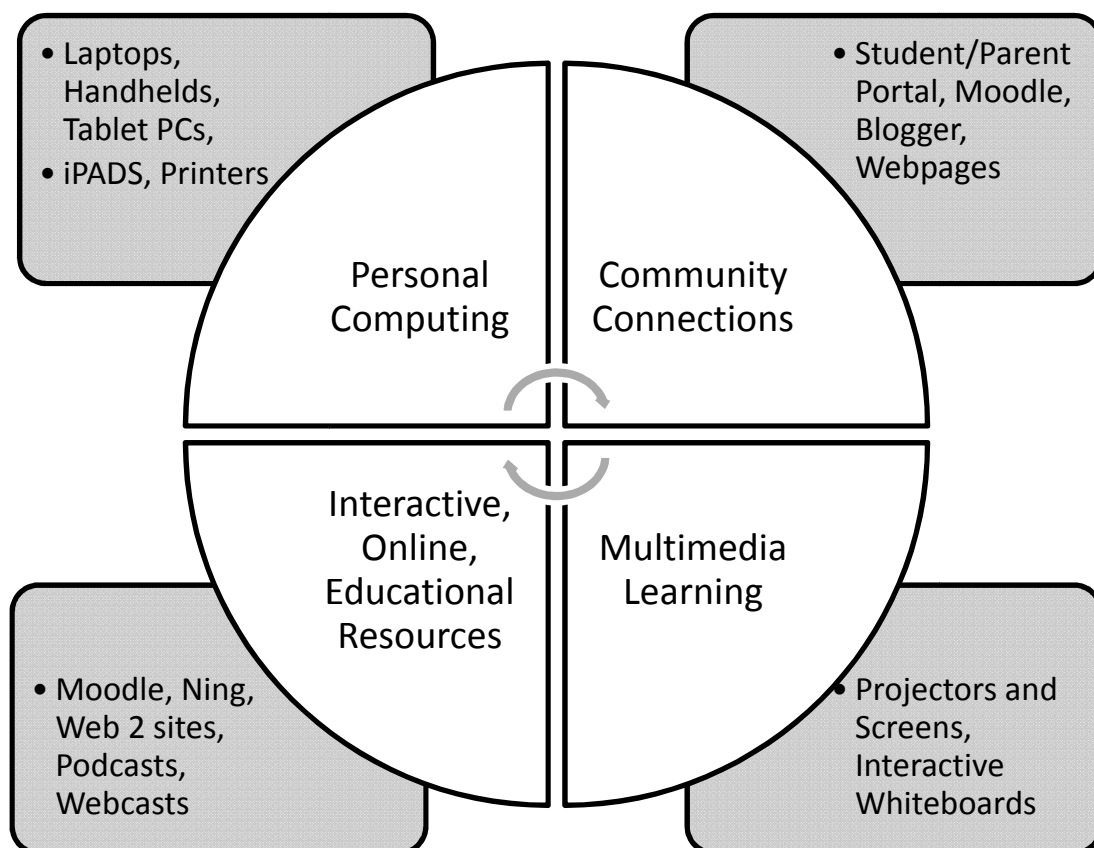 • Laptops,
Handhelds,
Tablet PCs,
• iPADS, Printers
• Student/Parent
Portal, Moodle,
Blogger,
Webpages
Personal
Computing
Community
Connections
Interactive,
Online,
Educational
Resources
Multimedia
Learning
• Moodle, Ning,
Web 2 sites,
Podcasts,
Webcasts
• Projectors and
Screens,
Interactive
Whiteboards